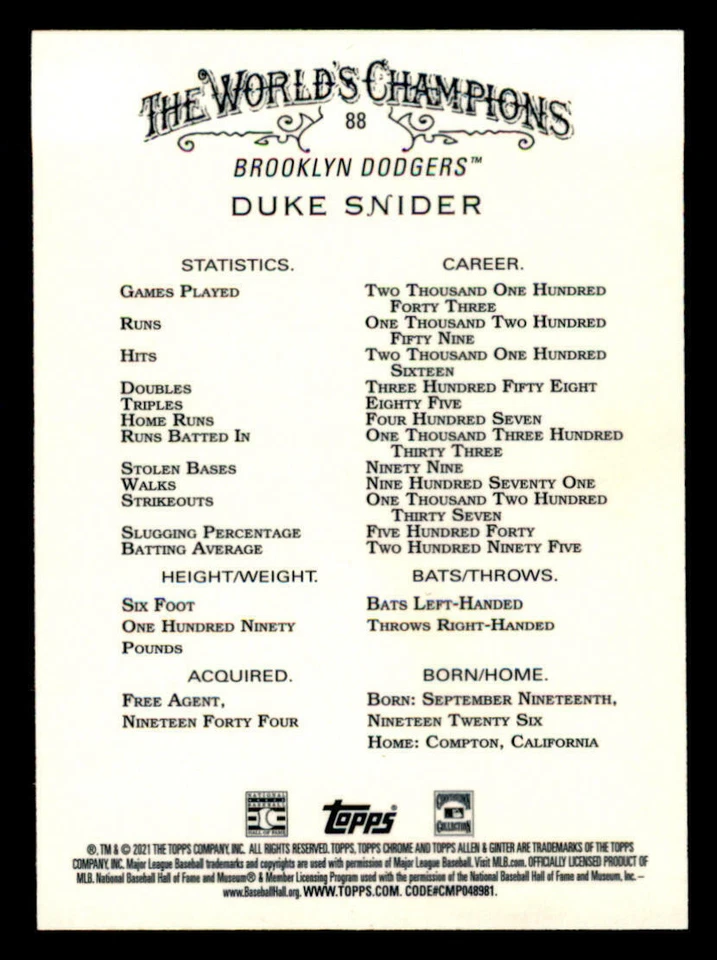 THE WORLD'S CHAMPIONS
88
BROOKLYN DODGERS™
DUKE SNIDER
STATISTICS. CAREER.
GAMES PLAYED TWO THOUSAND ONE HUNDRED
FORTY THREE
RUNS ONE THOUSAND TWO HUNDRED
FIFTY NINE
HITS TWO THOUSAND ONE HUNDRED
SIXTEEN
DOUBLES THREE HUNDRED FIFTY EIGHT
TRIPLES EIGHTY FIVE
HOME RUNS FOUR HUNDRED SEVEN
RUNS BATTED IN ONE THOUSAND THREE HUNDRED
THIRTY THREE
STOLEN BASES NINETY NINE
WALKS NINE HUNDRED SEVENTY ONE
STRIKEOUTS ONE THOUSAND TWO HUNDRED
THIRTY SEVEN
SLUGGING PERCENTAGE FIVE HUNDRED FORTY
BATTING AVERAGE TWO HUNDRED NINETY FIVE
HEIGHT/WEIGHT. BATS/THROWS.
SIX FOOT BATS LEFT-HANDED
ONE HUNDRED NINETY THROWS RIGHT-HANDED
POUNDS
ACQUIRED. BORN/HOME.
FREE AGENT, BORN: SEPTEMBER NINETEENTH,
NINETEEN FORTY FOUR NINETEEN TWENTY SIX
HOME: COMPTON, CALIFORNIA
NATIONAL
BASEBALL
HALL OF FAME
topps®
COOPERSTOWN
COLLECTION
®, TM & © 2021 THE TOPPS COMPANY, INC. ALL RIGHTS RESERVED. TOPPS, TOPPS CHROME AND TOPPS ALLEN & GINTER ARE TRADEMARKS OF THE TOPPS
COMPANY, INC. Major League Baseball trademarks and copyrights are used with permission of Major League Baseball. Visit MLB.com. OFFICIALLY LICENSED PRODUCT OF
MLB. National Baseball Hall of Fame and Museum® & Member Licensing Program used with the permission of the National Baseball Hall of Fame and Museum, Inc. –
www.BaseballHall.org. WWW.TOPPS.COM. CODE#CMP048981.